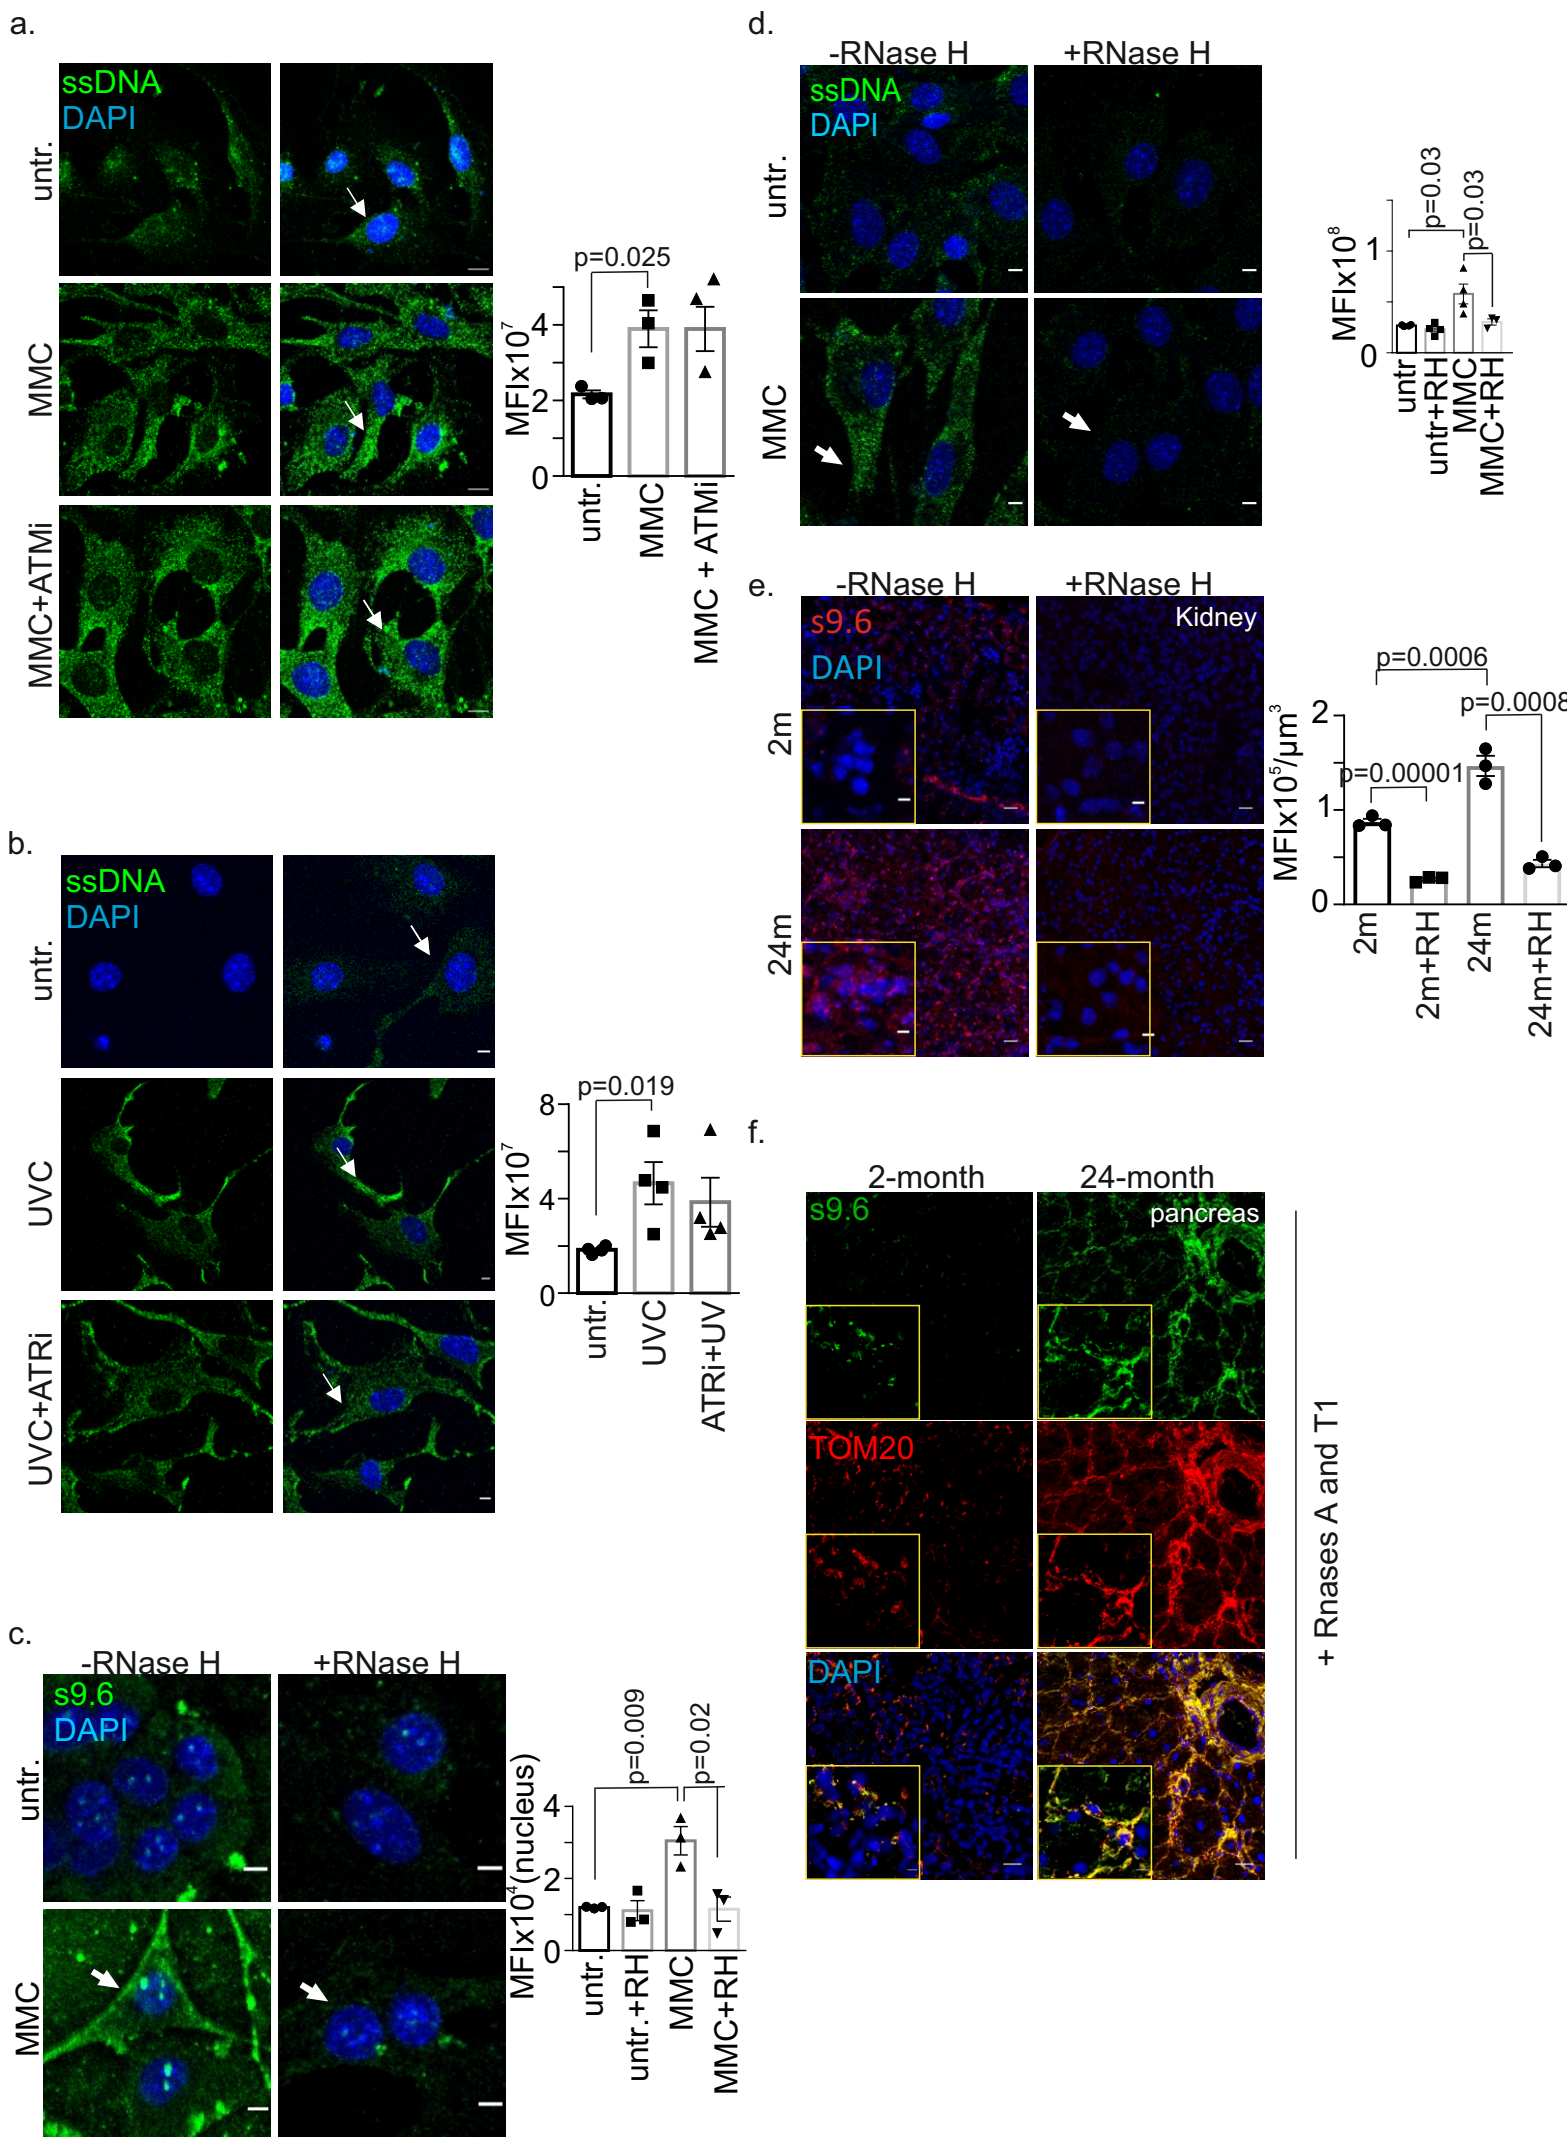 a.
ssDNA
DAPI
untr.
MMC
MMC+ATMi
p=0.025
MFIx10⁷
4
2
0
untr.
MMC
MMC + ATMi
b.
ssDNA
DAPI
untr.
UVC
UVC+ATRi
p=0.019
MFIx10⁷
8
4
0
untr.
UVC
ATRi+UV
c.
-RNase H
+RNase H
s9.6
DAPI
untr.
MMC
p=0.009
p=0.02
MFIx10⁴(nucleus)
4
2
0
untr.
untr.+RH
MMC
MMC+RH
d.
-RNase H
+RNase H
ssDNA
DAPI
untr.
MMC
p=0.03
p=0.03
MFIx10⁸
1
0
untr
untr+RH
MMC
MMC+RH
e.
-RNase H
+RNase H
s9.6
DAPI
Kidney
2m
24m
p=0.0006
p=0.0008
p=0.00001
MFIx10⁵/µm³
2
1
0
2m
2m+RH
24m
24m+RH
f.
2-month
24-month
s9.6
pancreas
TOM20
DAPI
+ Rnases A and T1